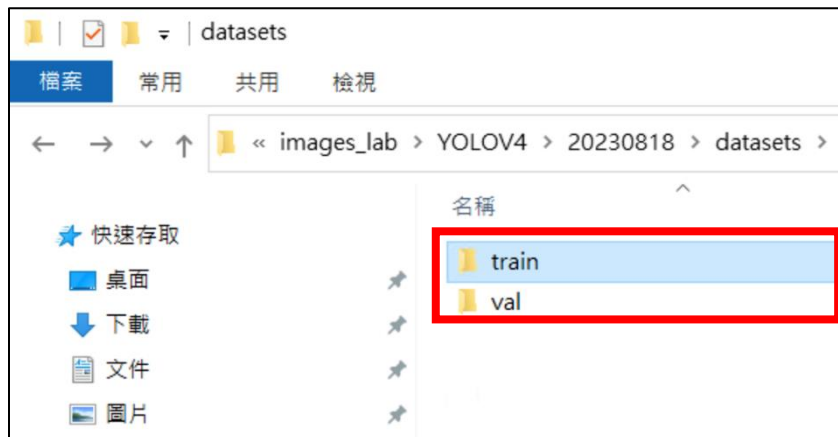 datasets
檔案 常用 共用 檢視
« images_lab > YOLOV4 > 20230818 > datasets >
名稱
快速存取
train
桌面
val
下載
文件
圖片